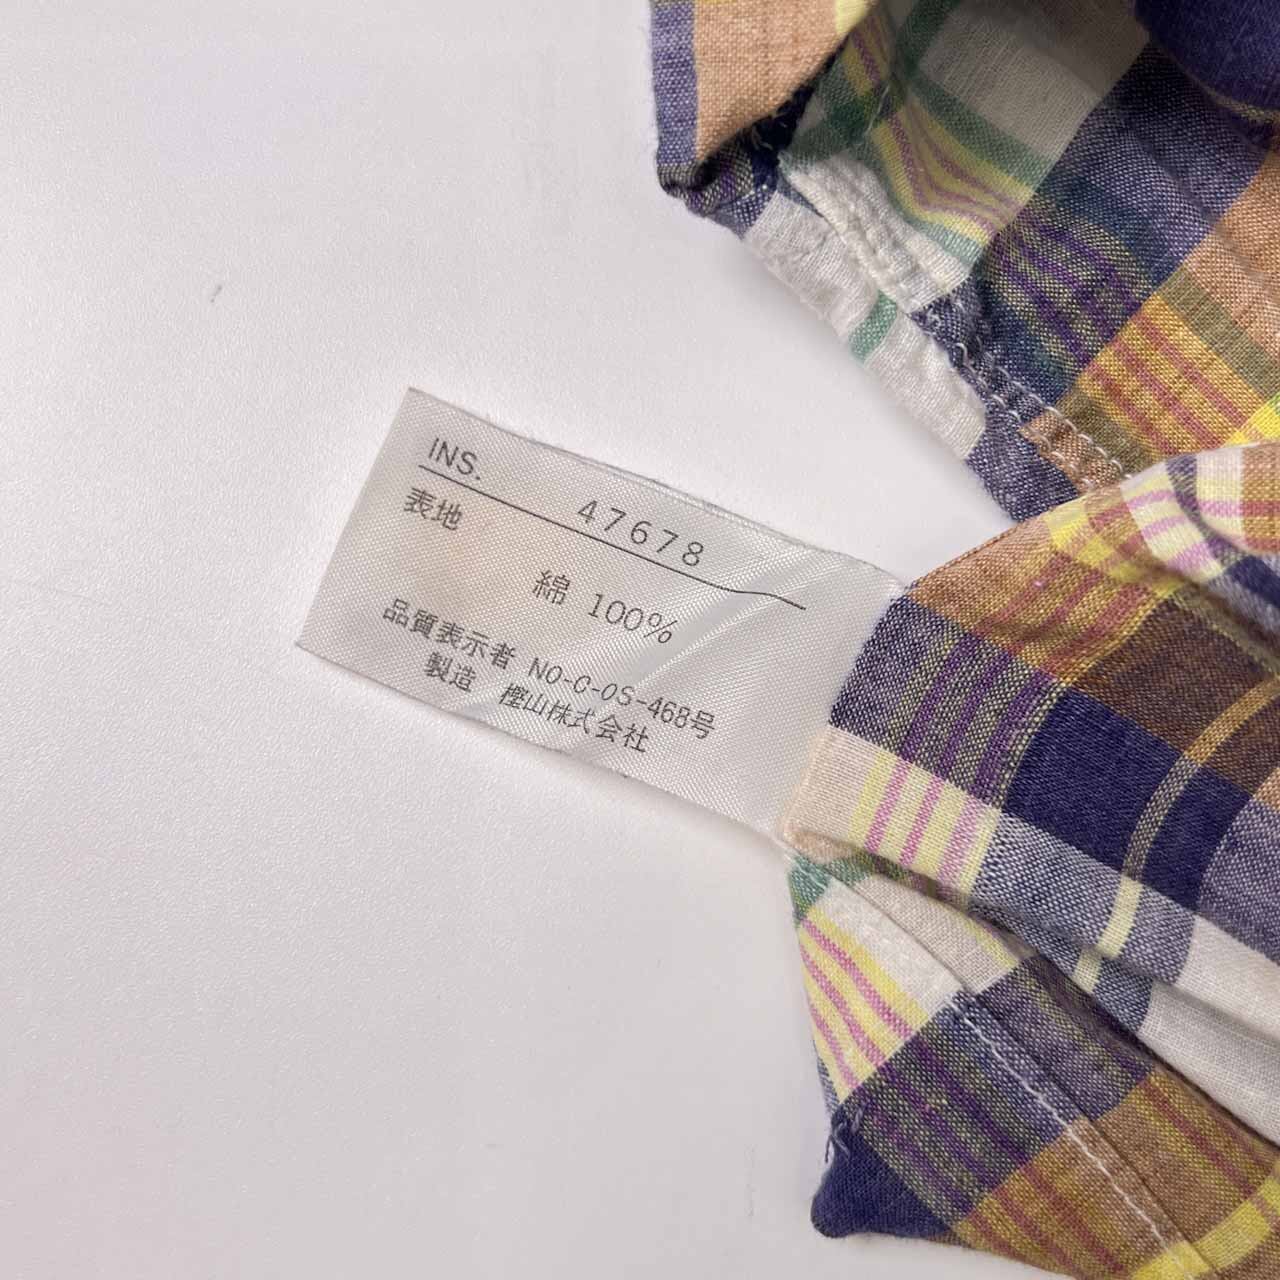 INS. 47678
表地
綿 100%
品質表示者 NO-C-OS-468号
製造 樫山株式会社